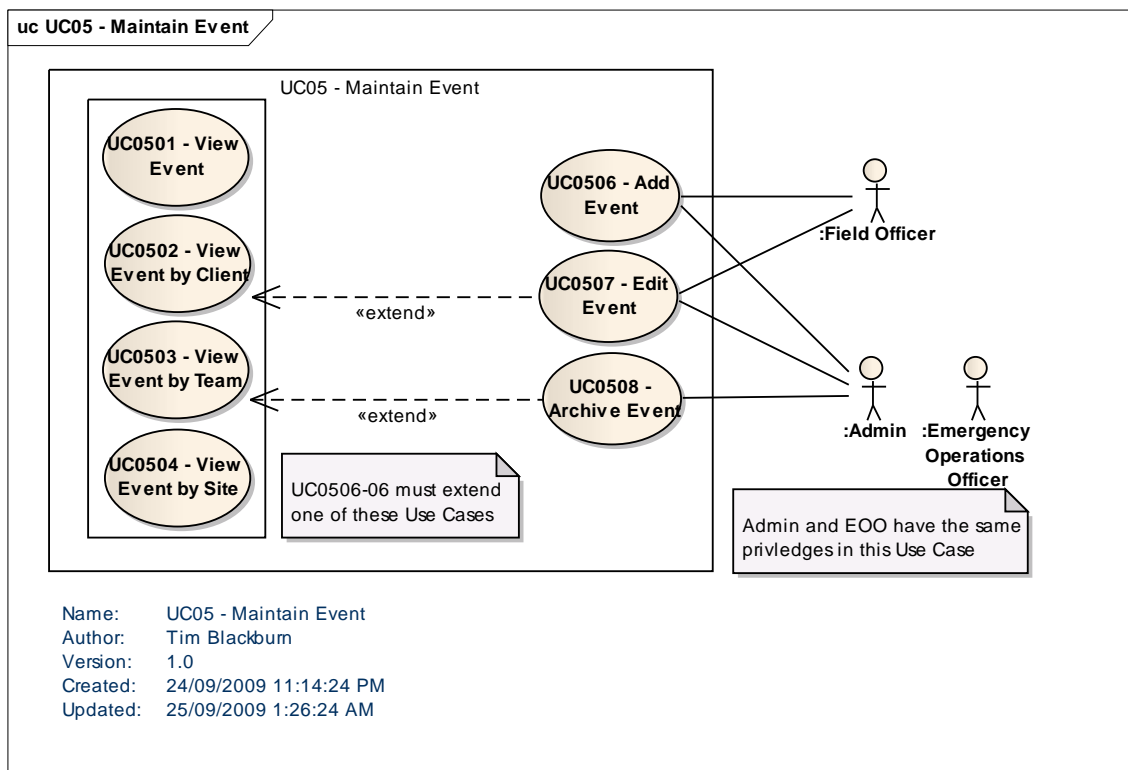 uc UC05 - Maintain Event
UC05 - Maintain Event
UC0501 - View
Event
UC0502 - View
Event by Client
UC0503 - View
Event by Team
UC0504 - View
Event by Site
«extend»
«extend»
UC0506 - Add
Event
UC0507 - Edit
Event
UC0508 -
Archive Event
UC0506-06 must extend
one of these Use Cases
:Field Officer
:Admin
:Emergency
Operations
Officer
Admin and EOO have the same
privledges in this Use Case
Name: UC05 - Maintain Event
Author: Tim Blackburn
Version: 1.0
Created: 24/09/2009 11:14:24 PM
Updated: 25/09/2009 1:26:24 AM